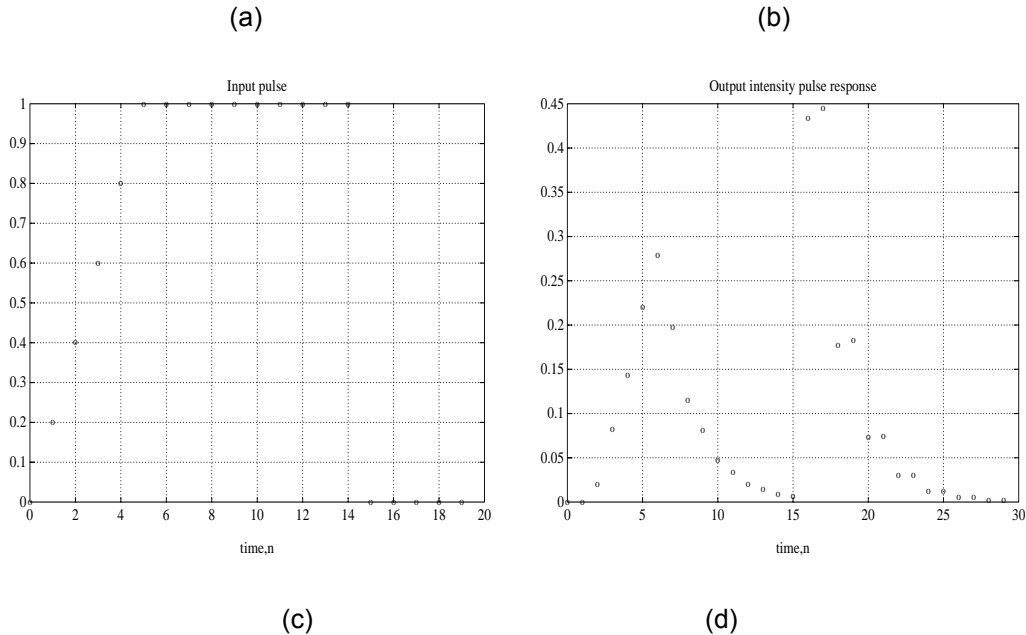 (a)
(b)
Input pulse
1
0.9
0.8
0.7
0.6
0.5
0.4
0.3
0.2
0.1
0
0 2 4 6 8 10 12 14 16 18 20
time,n
Output intensity pulse response
0.45
0.4
0.35
0.3
0.25
0.2
0.15
0.1
0.05
0
0 5 10 15 20 25 30
time,n
(c)
(d)